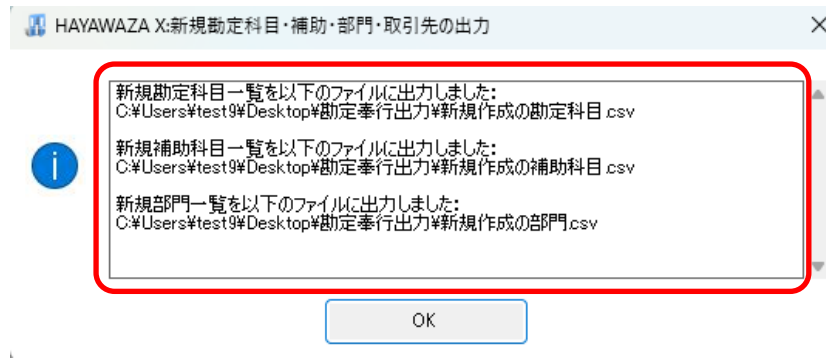 HAYAWAZA X:新規勘定科目・補助・部門・取引先の出力
新規勘定科目一覧を以下のファイルに出力しました:
C:¥Users¥test9¥Desktop¥勘定奉行出力¥新規作成の勘定科目.csv
新規補助科目一覧を以下のファイルに出力しました:
C:¥Users¥test9¥Desktop¥勘定奉行出力¥新規作成の補助科目.csv
新規部門一覧を以下のファイルに出力しました:
C:¥Users¥test9¥Desktop¥勘定奉行出力¥新規作成の部門.csv
OK